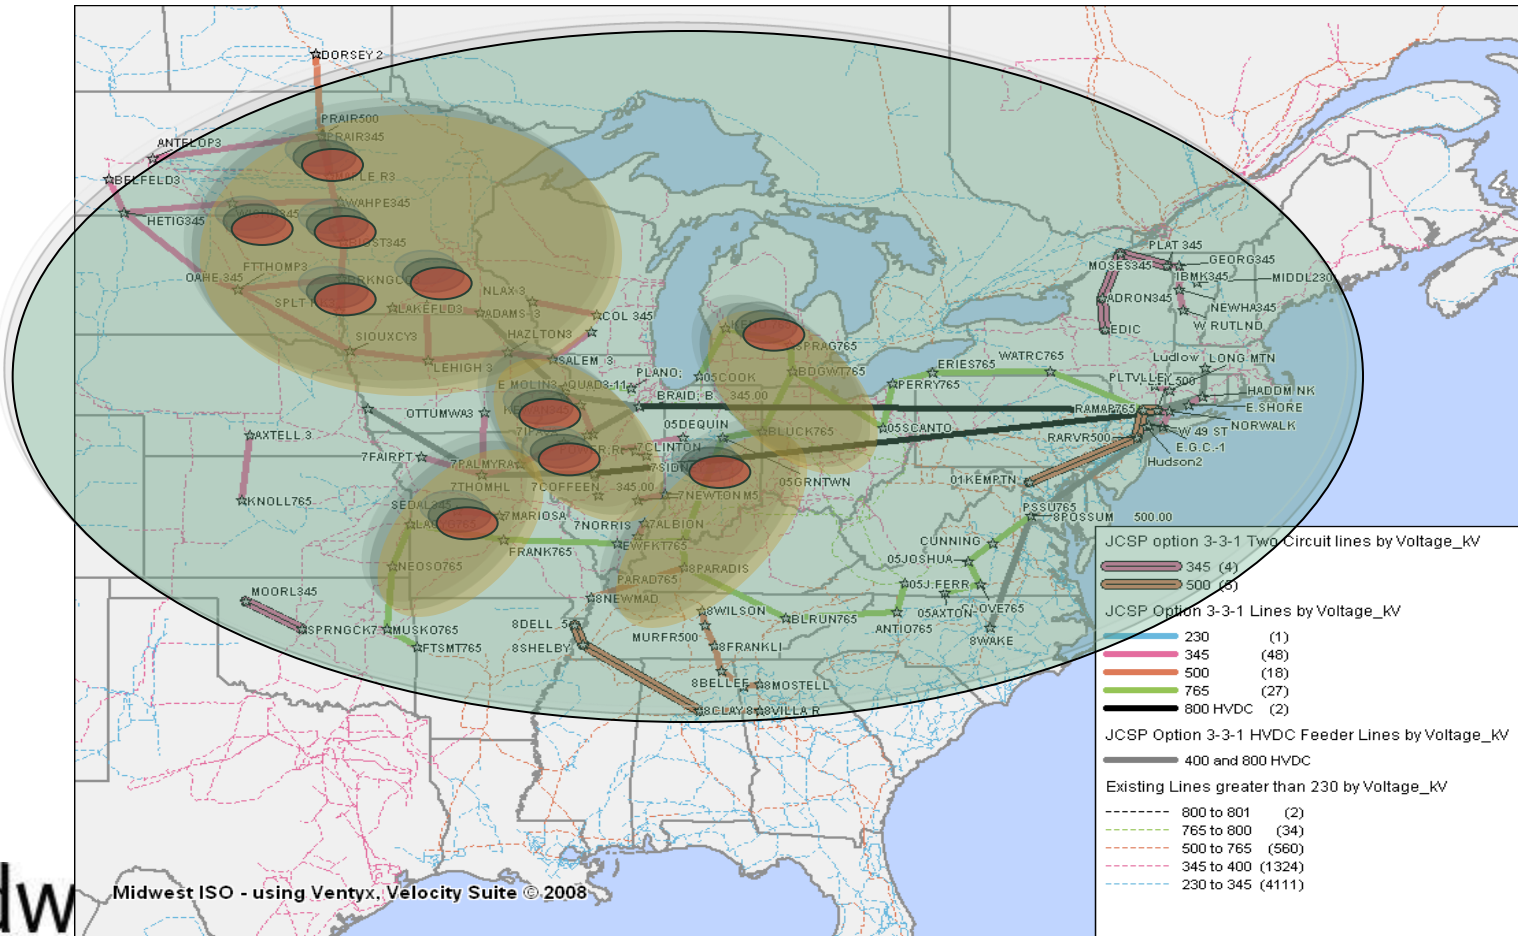 DORSEY 2
PRAIR500
PRAIR345
ANTELOP3
MAPLE R3
BELFELD3
WAHPE345
HETIG345
PLAT 345
GEORG345
MOSES345
IBMK345
MIDDL230
FTTHOMP3
OAHE 345
NLAX 3
ADRON345
NEWHA345
W RUTLND
EDIC
LAKEFLD3
ADAMS 3
COL 345
SIOUXCY3
HAZLTON3
LEHIGH 3
SALEM 3
SPRAG765
WATRC765
Ludlow
LONG MTN
ERIES765
E MOLIN3
QUAD3-11
PLANO;
05COOK
BDGWT765
PERRY765
PLTVLLEY
HADDM NK
BRAID; B
345.00
OTTUMWA3
RAMAP765
E.SHORE
NORWALK
05DEQUIN
BLUCK765
05SCANTO
W 49 ST
RARVR500
E.G.C.-1
Hudson2
AXTELL 3
7CLINTON
7FAIRPT
7PALMYRA
7THOMHL
7COFFEEN
345.00
05GRNTWN
01KEMPTN
KNOLL765
7NEWTON
M5
7MARIOSA
7NORRIS
7ALBION
PSSU765
8POSSUM 500.00
FRANK765
EWFKT765
CUNNING
05JOSHUA
NEOSO765
8PARADIS
PARAD765
05J.FERR
MOORL345
8NEWMAD
8WILSON
05AXTON
BLRUN765
ANTIO765
8DELL 5
SPRNGCK7
MUSKO765
MURFR500
8WAKE
FTSMT765
8SHELBY
8FRANKLI
8BELLEF
8MOSTELL
8CLAY
8VILLA R
JCSP option 3-3-1 Two Circuit lines by Voltage_kV
345 (4)
500 (5)
JCSP Option 3-3-1 Lines by Voltage_kV
230 (1)
345 (48)
500 (18)
765 (27)
800 HVDC (2)
JCSP Option 3-3-1 HVDC Feeder Lines by Voltage_kV
400 and 800 HVDC
Existing Lines greater than 230 by Voltage_kV
800 to 801 (2)
765 to 800 (34)
500 to 765 (560)
345 to 400 (1324)
230 to 345 (4111)
Midwest ISO - using Ventyx, Velocity Suite © 2008
dw